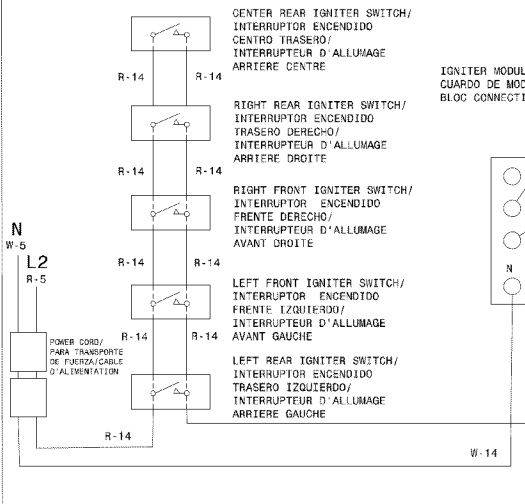 CENTER REAR IGNITER SWITCH/
INTERRUPTOR ENCENDIDO
CENTRO TRASERO/
INTERRUPTEUR D'ALLUMAGE
ARRIERE CENTRE
R-14 R-14
IGNITER MODUL
CUARDO DE MOD
BLOC CONNECTI
RIGHT REAR IGNITER SWITCH/
INTERRUPTOR ENCENDIDO
TRASERO DERECHO/
INTERRUPTEUR D'ALLUMAGE
ARRIERE DROITE
R-14 R-14
RIGHT FRONT IGNITER SWITCH/
INTERRUPTOR ENCENDIDO
FRENTE DERECHO/
INTERRUPTEUR D'ALLUMAGE
AVANT DROITE
N
W-5
L2
R-5
R-14 R-14
N
LEFT FRONT IGNITER SWITCH/
INTERRUPTOR ENCENDIDO
FRENTE IZQUIERDO/
INTERRUPTEUR D'ALLUMAGE
AVANT GAUCHE
R-14 R-14
POWER CORD/
PARA TRANSPORTE
DE FUERZA/CABLE
D'ALIMENTATION
LEFT REAR IGNITER SWITCH/
INTERRUPTOR ENCENDIDO
TRASERO IZQUIERDO/
INTERRUPTEUR D'ALLUMAGE
ARRIERE GAUCHE
R-14
W-14